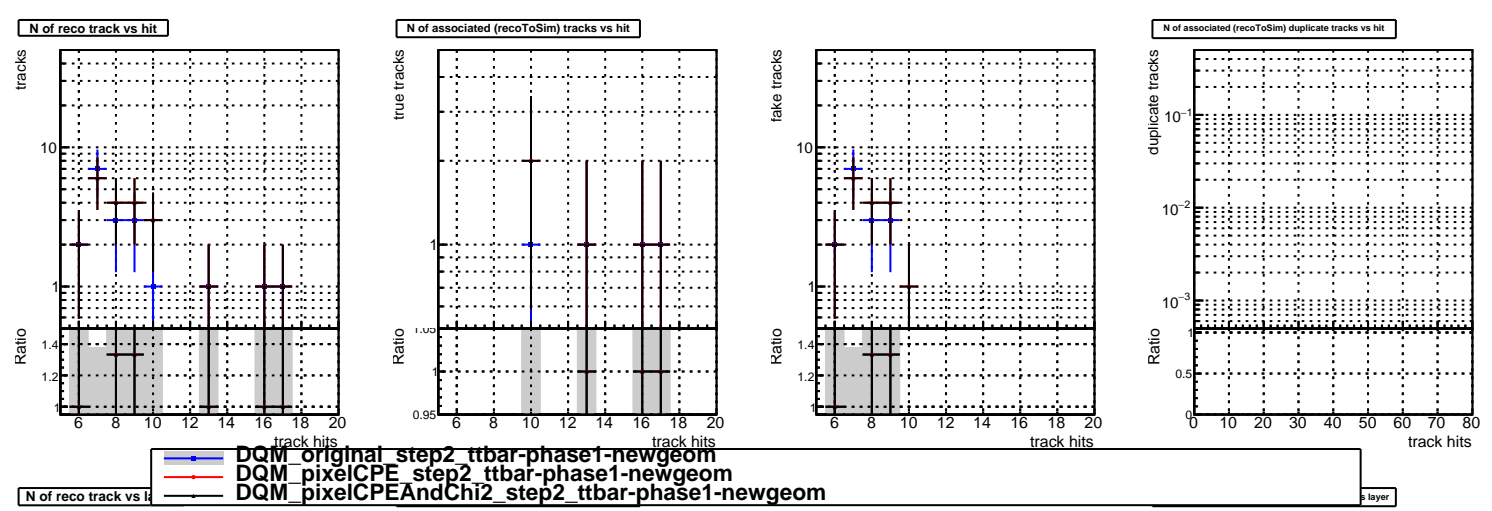 N of reco track vs hit
N of associated (recoToSim) tracks vs hit
N of associated (recoToSim) duplicate tracks vs hit
tracks
10
1
Ratio
1.4
1.2
1
6 8 10 12 14 16 18 20
track hits
true tracks
1
Ratio
1.05
1
0.95
6 8 10 12 14 16 18 20
track hits
fake tracks
10
1
Ratio
1.4
1.2
1
6 8 10 12 14 16 18 20
track hits
duplicate tracks
10−1
10−2
10−3
Ratio
1
0.5
0
0 10 20 30 40 50 60 70 80
track hits
DQM_original_step2_ttbar-phase1-newgeom
DQM_pixelCPE_step2_ttbar-phase1-newgeom
DQM_pixelCPEAndChi2_step2_ttbar-phase1-newgeom
N of reco track vs la
s layer